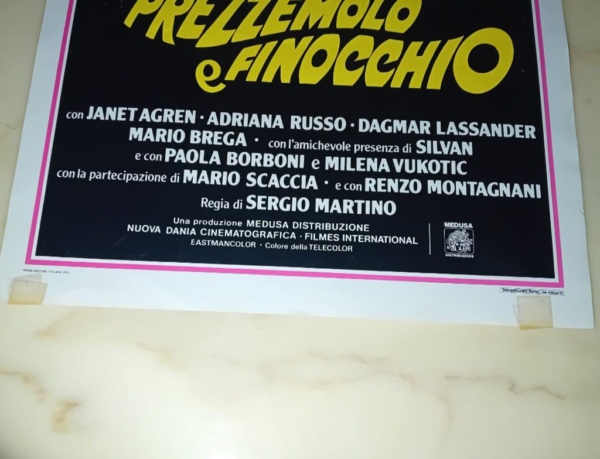 PREZZEMOLO
e FINOCCHIO
con JANET AGREN · ADRIANA RUSSO · DAGMAR LASSANDER
MARIO BREGA · con l'amichevole presenza di SILVAN
e con PAOLA BORBONI e MILENA VUKOTIC
con la partecipazione di MARIO SCACCIA · e con RENZO MONTAGNANI
Regia di SERGIO MARTINO
Una produzione MEDUSA DISTRIBUZIONE
NUOVA DANIA CINEMATOGRAFICA · FILMES INTERNATIONAL
EASTMANCOLOR · Colore della TELECOLOR
MEDUSA
DISTRIBUZIONE